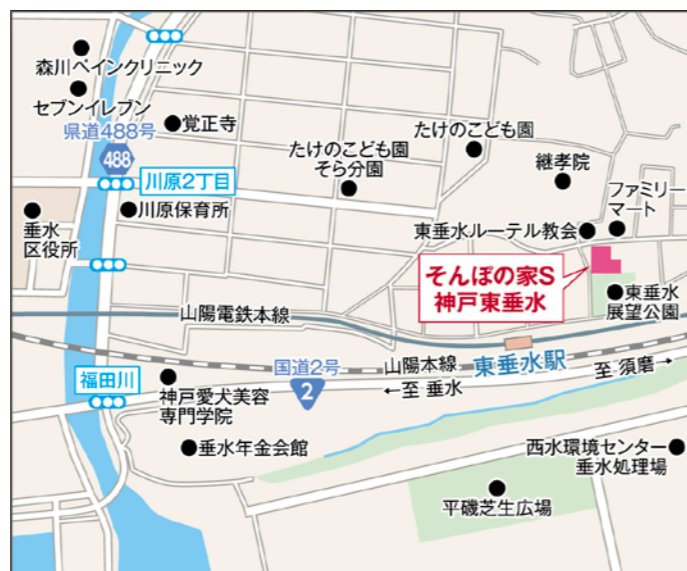 森川ペインクリニック
セブンイレブン
県道488号
488
覚正寺
川原2丁目
川原保育所
垂水
区役所
たけのこども園
そら分園
たけのこども園
継孝院
ファミリー
マート
東垂水ルーテル教会
そんぽの家S
神戸東垂水
東垂水
展望公園
山陽電鉄本線
東垂水駅
国道2号
2
山陽本線
←至 垂水
至 須磨→
福田川
神戸愛犬美容
専門学院
垂水年金会館
西水環境センター
垂水処理場
平磯芝生広場